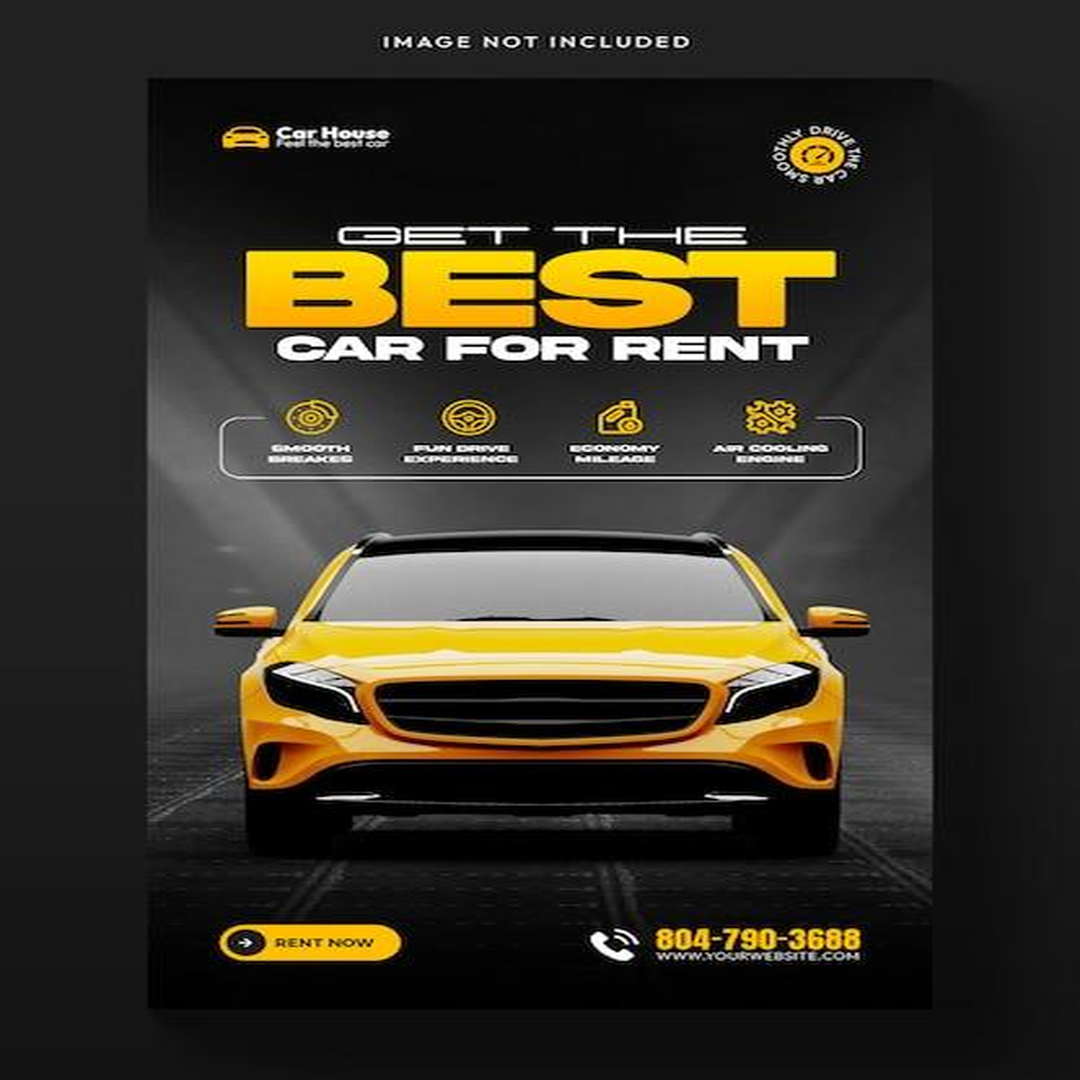 IMAGE NOT INCLUDED
Car House
Feel the best car
SMOOTHLY DRIVE THE CAR
GET THE
BEST
CAR FOR RENT
SMOOTH
BREAKES
FUN DRIVE
EXPERIENCE
ECONOMY
MILEAGE
AIR COOLING
ENGINE
RENT NOW
804-790-3688
WWW.YOURWEBSITE.COM